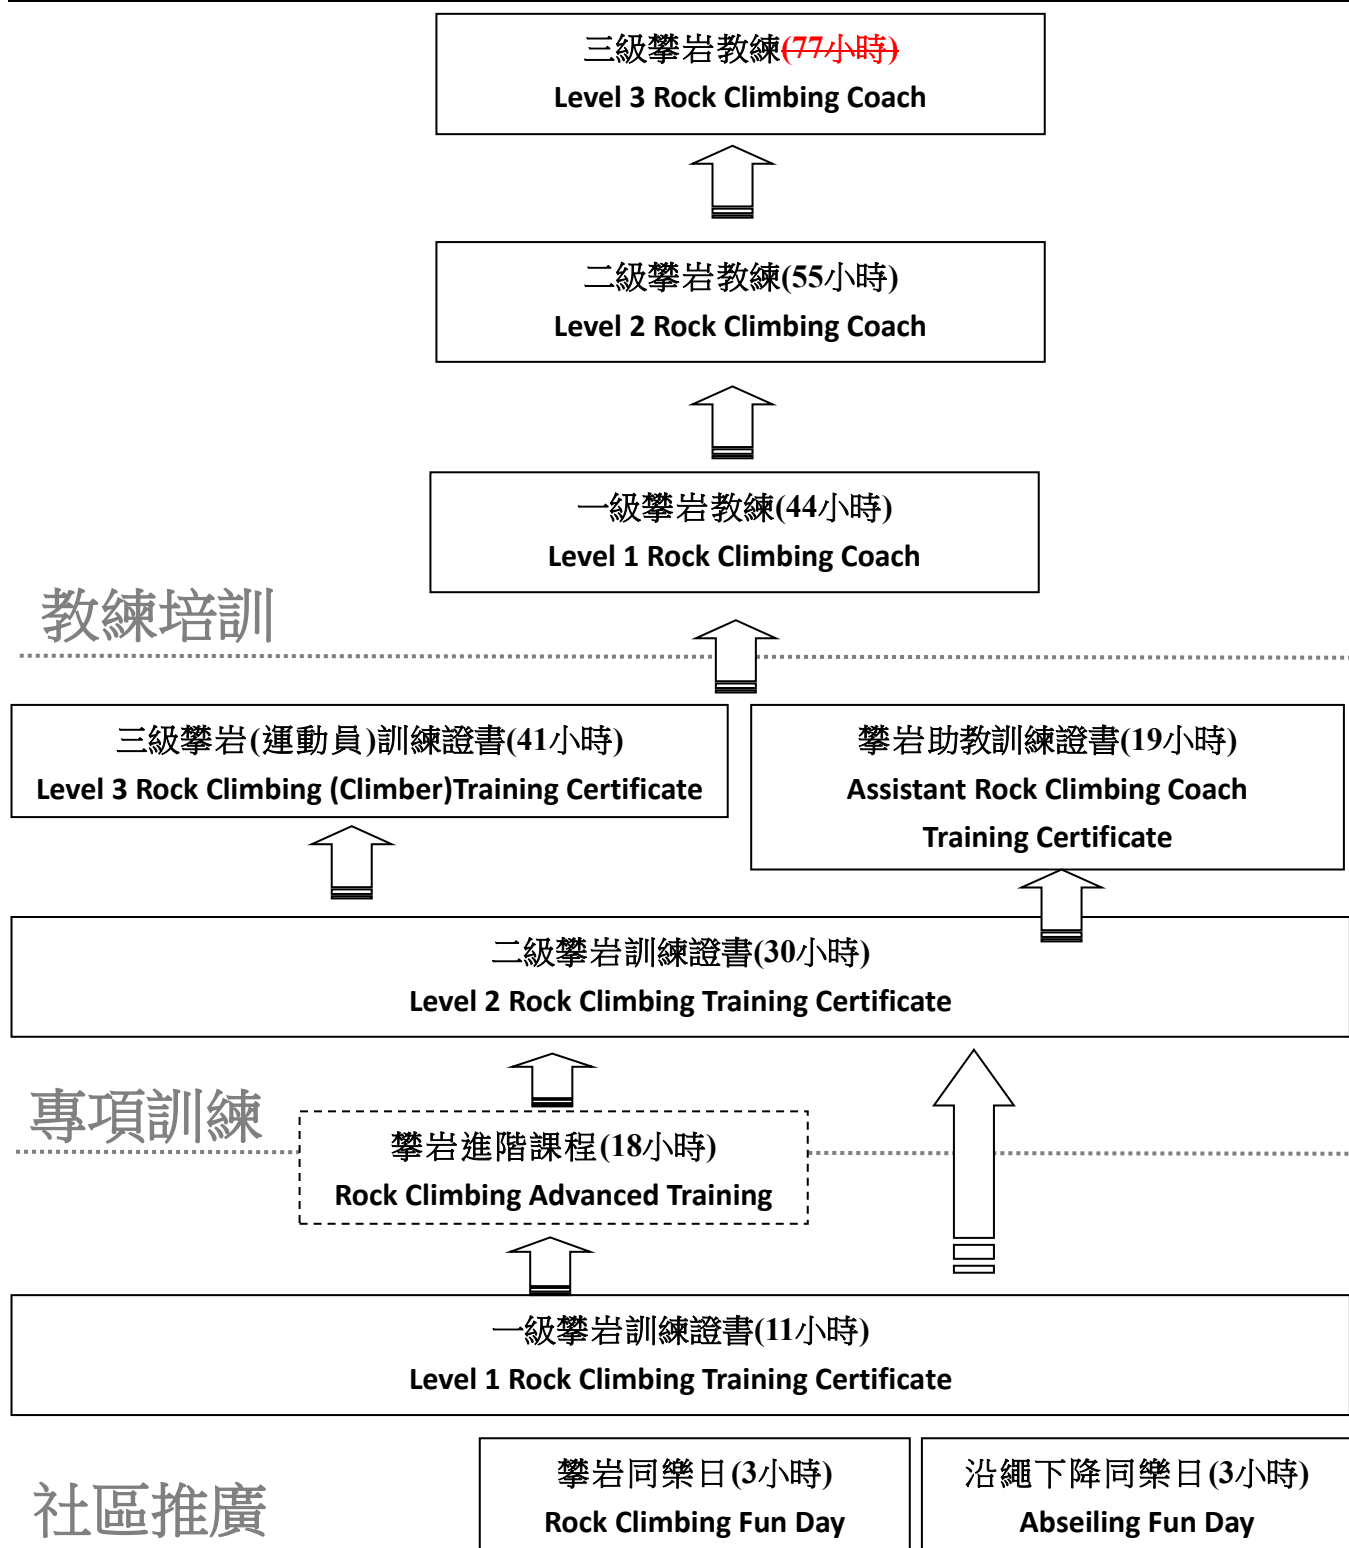 三級攀岩教練(77小時)
Level 3 Rock Climbing Coach
二級攀岩教練(55小時)
Level 2 Rock Climbing Coach
一級攀岩教練(44小時)
Level 1 Rock Climbing Coach
教練培訓
三級攀岩(運動員)訓練證書(41小時)
Level 3 Rock Climbing (Climber)Training Certificate
攀岩助教訓練證書(19小時)
Assistant Rock Climbing Coach
Training Certificate
二級攀岩訓練證書(30小時)
Level 2 Rock Climbing Training Certificate
專項訓練
攀岩進階課程(18小時)
Rock Climbing Advanced Training
一級攀岩訓練證書(11小時)
Level 1 Rock Climbing Training Certificate
社區推廣
攀岩同樂日(3小時)
Rock Climbing Fun Day
沿繩下降同樂日(3小時)
Abseiling Fun Day